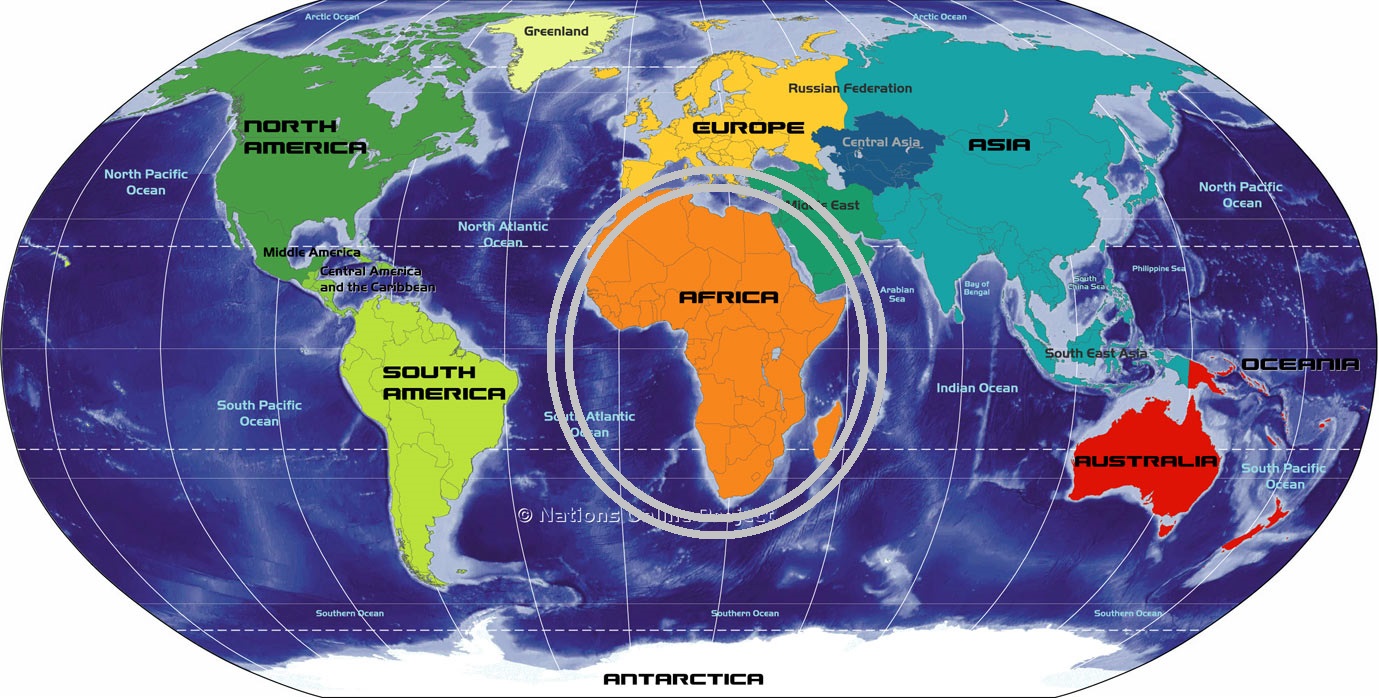 Arctic Ocean
Arctic Ocean
Greenland
Russian Federation
NORTH
AMERICA
EUROPE
Central Asia
ASIA
North Pacific
Ocean
North Pacific
Ocean
Middle East
North Atlantic
Ocean
Middle America
Central America
and the Caribbean
Philippine Sea
South
China Sea
Bay of
Bengal
Arabian
Sea
AFRICA
South East Asia
OCEANIA
SOUTH
AMERICA
Indian Ocean
South Pacific
Ocean
South Atlantic
Ocean
AUSTRALIA
South Pacific
Ocean
© Nations Online Project
Southern Ocean
Southern Ocean
Southern Ocean
ANTARCTICA